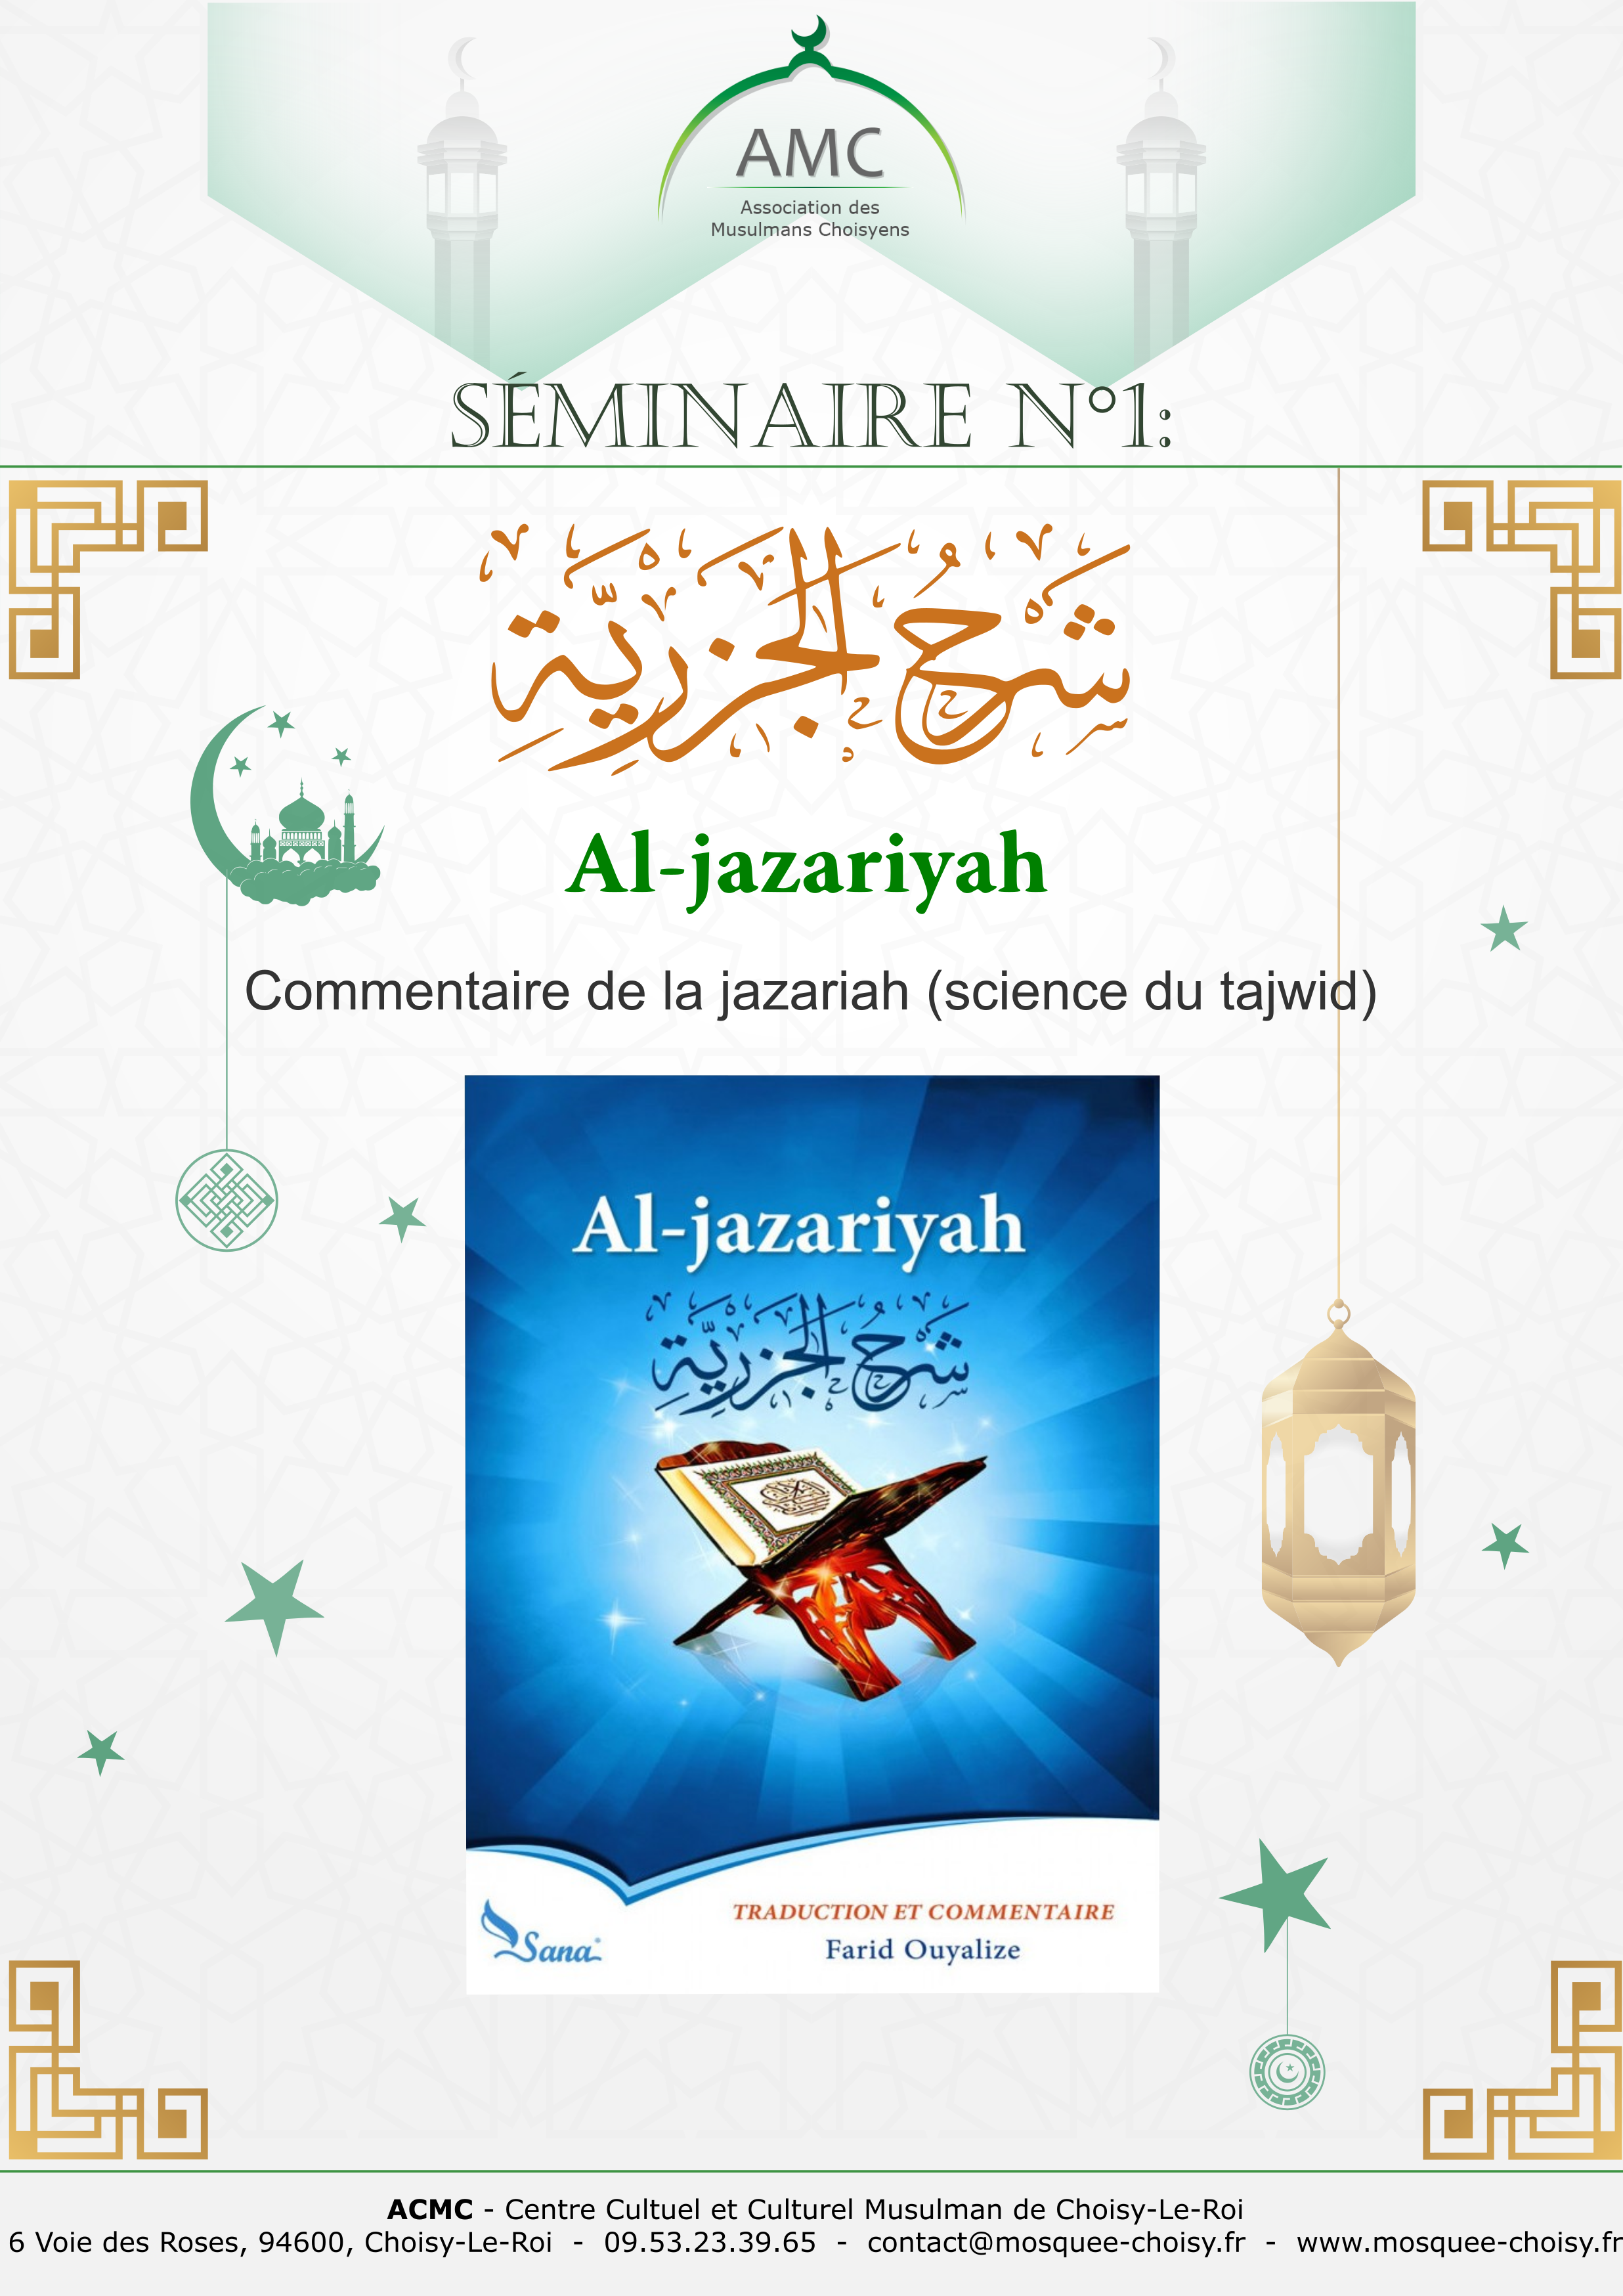 AMC
Association des
Musulmans Choisyens
SÉMINAIRE N°1:
شَرْحُ الجَزَرِيَّةِ
Al-jazariyah
Commentaire de la jazariah (science du tajwid)
Al-jazariyah
شَرْحُ الجَزَرِيَّةِ
Sana
TRADUCTION ET COMMENTAIRE
Farid Ouyalize
ACMC - Centre Cultuel et Culturel Musulman de Choisy-Le-Roi
6 Voie des Roses, 94600, Choisy-Le-Roi - 09.53.23.39.65 - contact@mosquee-choisy.fr - www.mosquee-choisy.fr